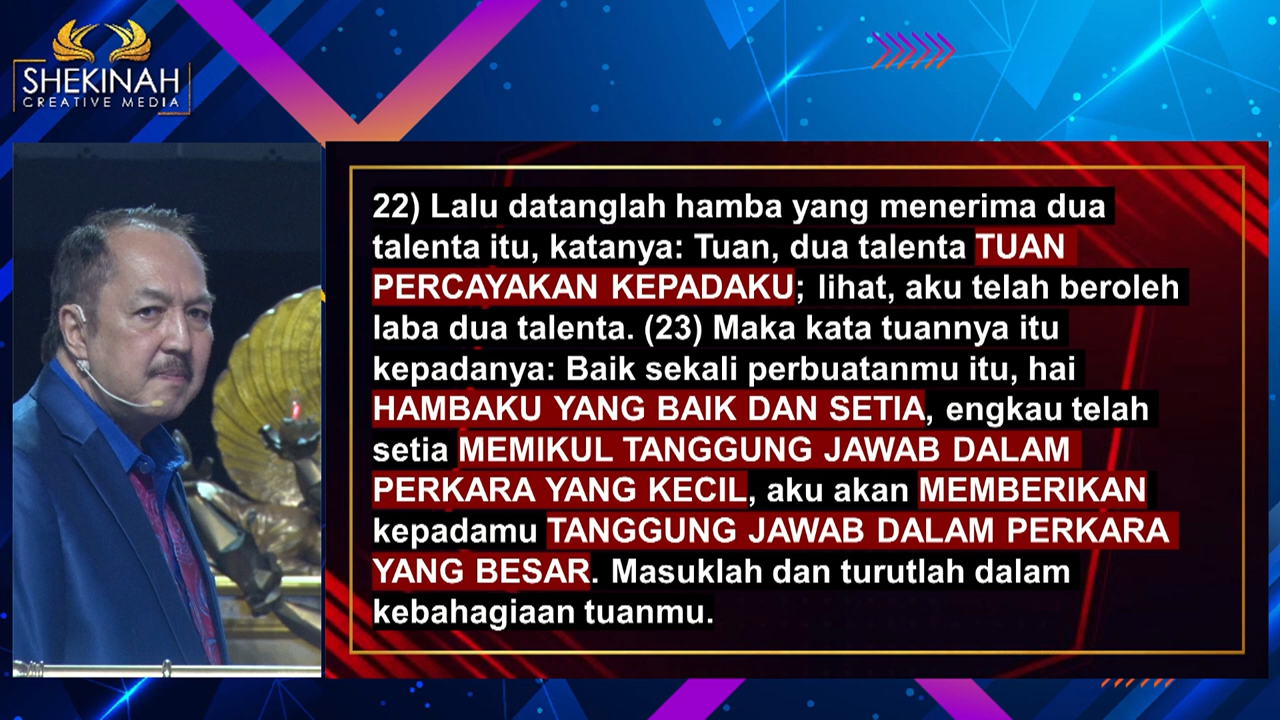 SHEKINAH
CREATIVE MEDIA
22) Lalu datanglah hamba yang menerima dua
talenta itu, katanya: Tuan, dua talenta TUAN
PERCAYAKAN KEPADAKU; lihat, aku telah beroleh
laba dua talenta. (23) Maka kata tuannya itu
kepadanya: Baik sekali perbuatanmu itu, hai
HAMBAKU YANG BAIK DAN SETIA, engkau telah
setia MEMIKUL TANGGUNG JAWAB DALAM
PERKARA YANG KECIL, aku akan MEMBERIKAN
kepadamu TANGGUNG JAWAB DALAM PERKARA
YANG BESAR. Masuklah dan turutlah dalam
kebahagiaan tuanmu.